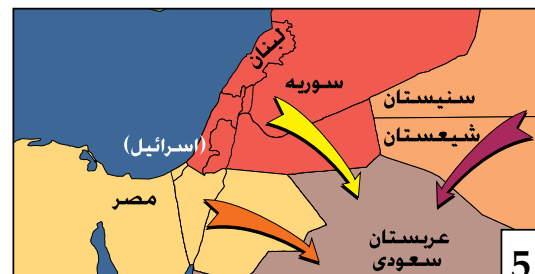 لبنان
سوریه
سنیستان
شیعستان
(اسرائیل)
مصر
عربستان
سعودی
5